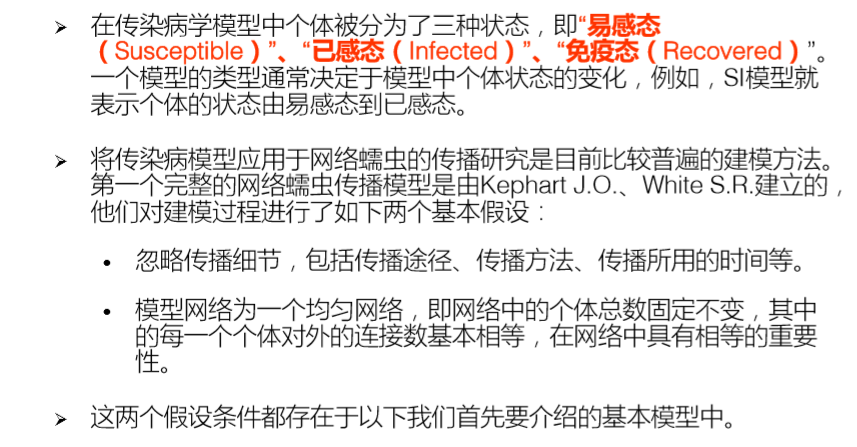 ➢ 在传染病学模型中个体被分为了三种状态，即“易感态
（Susceptible）”、“已感态（Infected）”、“免疫态（Recovered）”。
一个模型的类型通常决定于模型中个体状态的变化，例如，SI模型就
表示个体的状态由易感态到已感态。
➢ 将传染病模型应用于网络蠕虫的传播研究是目前比较普遍的建模方法。
第一个完整的网络蠕虫传播模型是由Kephart J.O.、White S.R.建立的，
他们对建模过程进行了如下两个基本假设：
• 忽略传播细节，包括传播途径、传播方法、传播所用的时间等。
• 模型网络为一个均匀网络，即网络中的个体总数固定不变，其中
的每一个个体对外的连接数基本相等，在网络中具有相等的重要
性。
➢ 这两个假设条件都存在于以下我们首先要介绍的基本模型中。